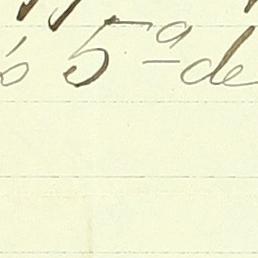 ó 5ª de